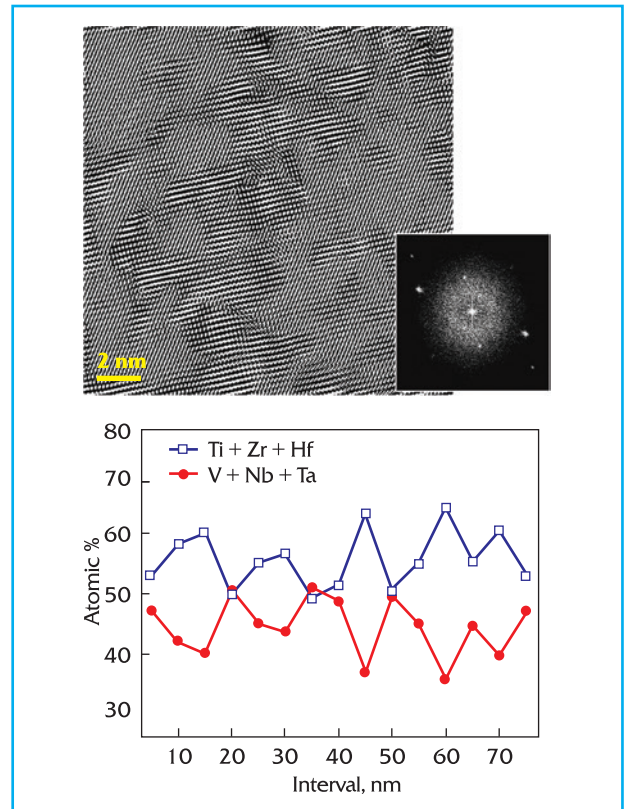 2 nm
80
70
60
50
40
30
Atomic %
Ti + Zr + Hf
V + Nb + Ta
10 20 30 40 50 60 70
Interval, nm